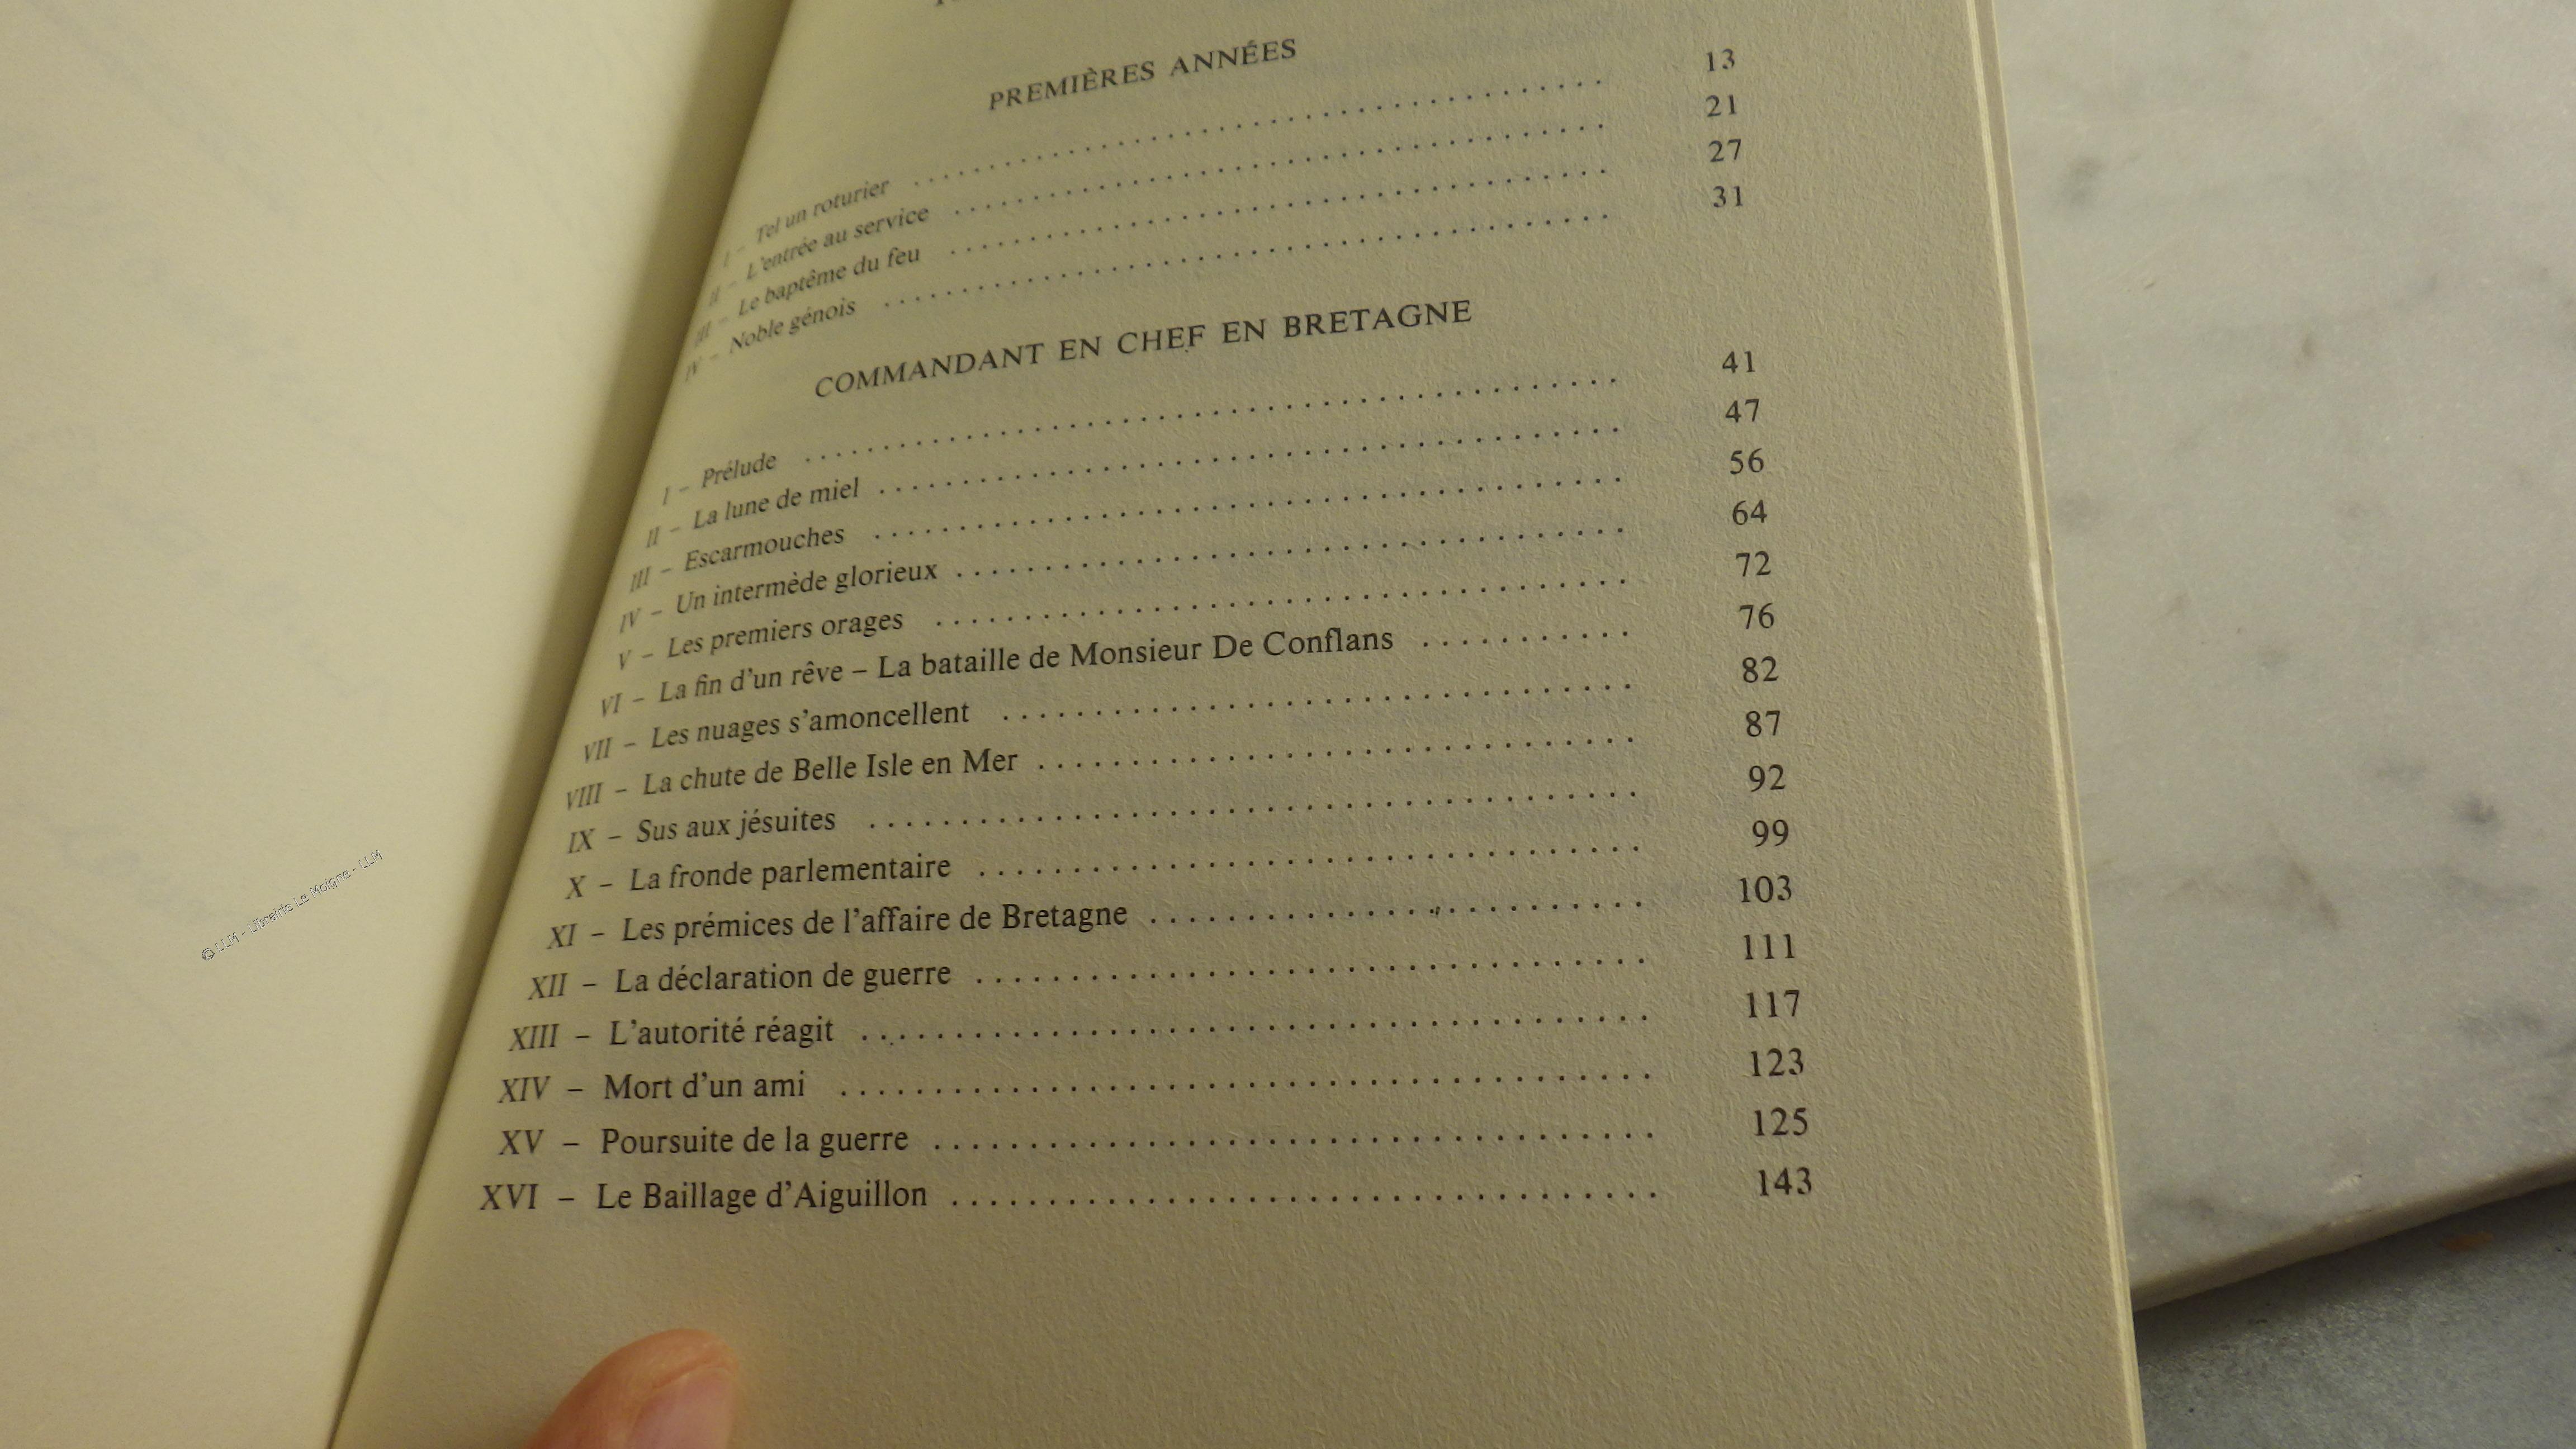 PREMIÈRES ANNÉES
I – Tel un roturier . . . . . . . . . . 13
II – L'entrée au service . . . . . . . . . . 21
III – Le baptême du feu . . . . . . . . . . 27
IV – Noble génois . . . . . . . . . . 31
COMMANDANT EN CHEF EN BRETAGNE
I – Prélude . . . . . . . . . . 41
II – La lune de miel . . . . . . . . . . 47
III – Escarmouches . . . . . . . . . . 56
IV – Un intermède glorieux . . . . . . . . . . 64
V – Les premiers orages . . . . . . . . . . 72
VI – La fin d'un rêve – La bataille de Monsieur De Conflans . . . . . . . . . . 76
VII – Les nuages s'amoncellent . . . . . . . . . . 82
VIII – La chute de Belle Isle en Mer . . . . . . . . . . 87
IX – Sus aux jésuites . . . . . . . . . . 92
X – La fronde parlementaire . . . . . . . . . . 99
XI – Les prémices de l'affaire de Bretagne . . . . . . . . . . 103
XII – La déclaration de guerre . . . . . . . . . . 111
XIII – L'autorité réagit . . . . . . . . . . 117
XIV – Mort d'un ami . . . . . . . . . . 123
XV – Poursuite de la guerre . . . . . . . . . . 125
XVI – Le Baillage d'Aiguillon . . . . . . . . . . 143
© LLM - Librairie Le Moigne - LLM